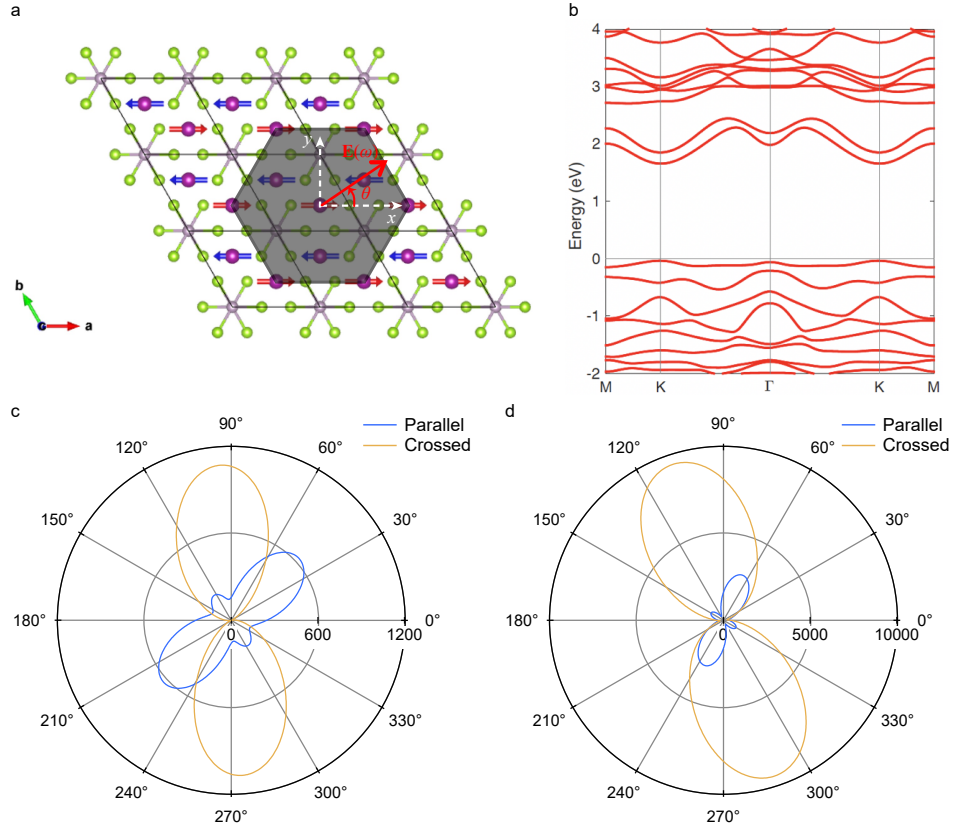 a
y
E(ω)
θ
x
b
a
b
4
3
2
1
0
-1
-2
Energy (eV)
M K Γ K M
c
Parallel
Crossed
90°
120° 60°
150° 30°
180° 0 600 1200 0°
210° 330°
240° 300°
270°
d
Parallel
Crossed
90°
120° 60°
150° 30°
180° 0 5000 10000 0°
210° 330°
240° 300°
270°